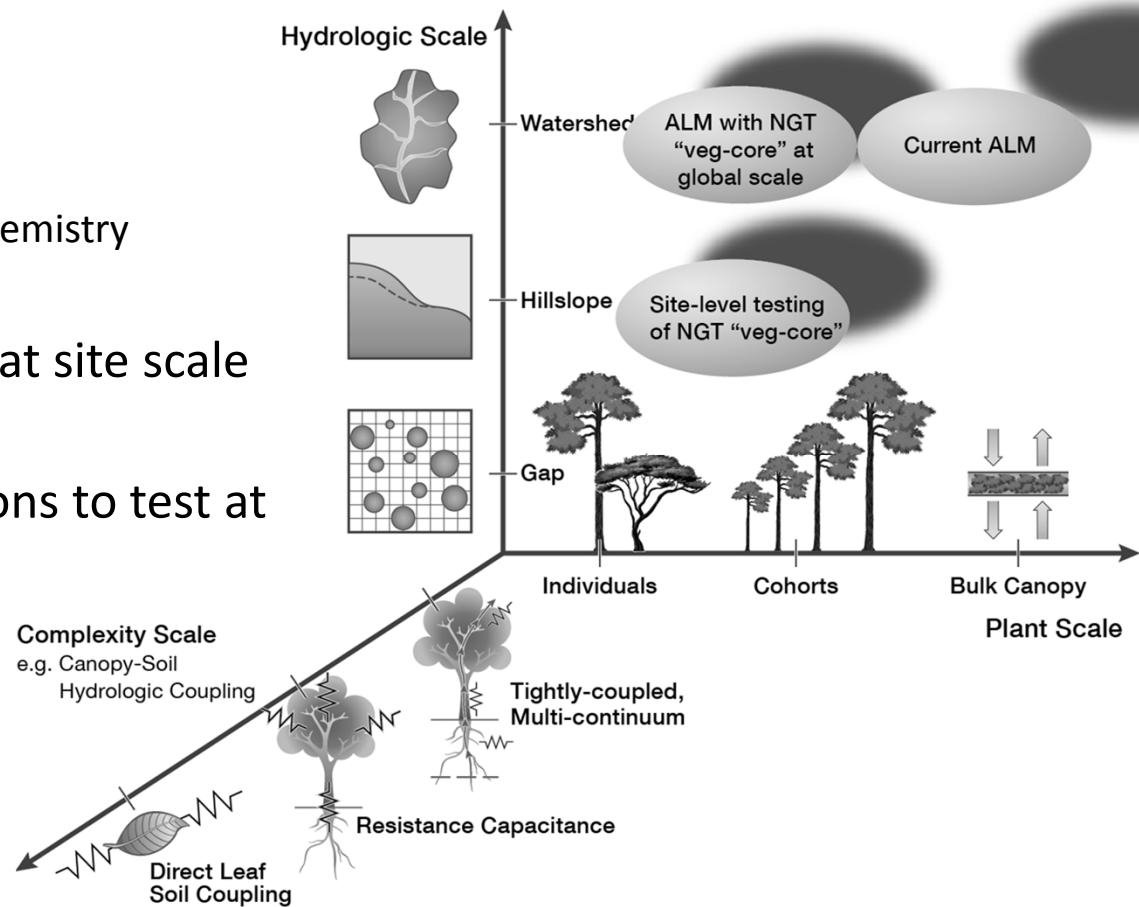 emistry
at site scale
ons to test at
Hydrologic Scale
Watershed
Hillslope
Gap
ALM with NGT
“veg-core” at
global scale
Current ALM
Site-level testing
of NGT “veg-core”
Individuals
Cohorts
Bulk Canopy
Plant Scale
Complexity Scale
e.g. Canopy-Soil
Hydrologic Coupling
Tightly-coupled,
Multi-continuum
Resistance Capacitance
Direct Leaf
Soil Coupling